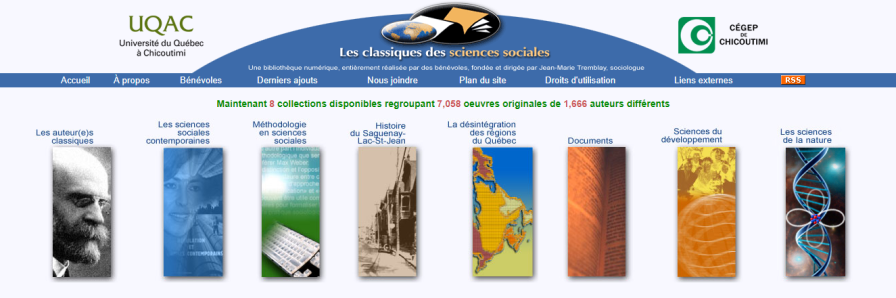 UQAC
Université du Québec
à Chicoutimi
Les classiques des sciences sociales
Une bibliothèque numérique, entièrement réalisée par des bénévoles, fondée et dirigée par Jean-Marie Tremblay, sociologue
CÉGEP
DE
CHICOUTIMI
Accueil À propos Bénévoles Derniers ajouts Nous joindre Plan du site Droits d'utilisation Liens externes RSS
Maintenant 8 collections disponibles regroupant 7,058 oeuvres originales de 1,666 auteurs différents
Les auteur(e)s
classiques
Les sciences
sociales
contemporaines
Méthodologie
en sciences
sociales
Histoire
du Saguenay-
Lac-St-Jean
La désintégration
des régions
du Québec
Documents
Sciences du
développement
Les sciences
de la nature